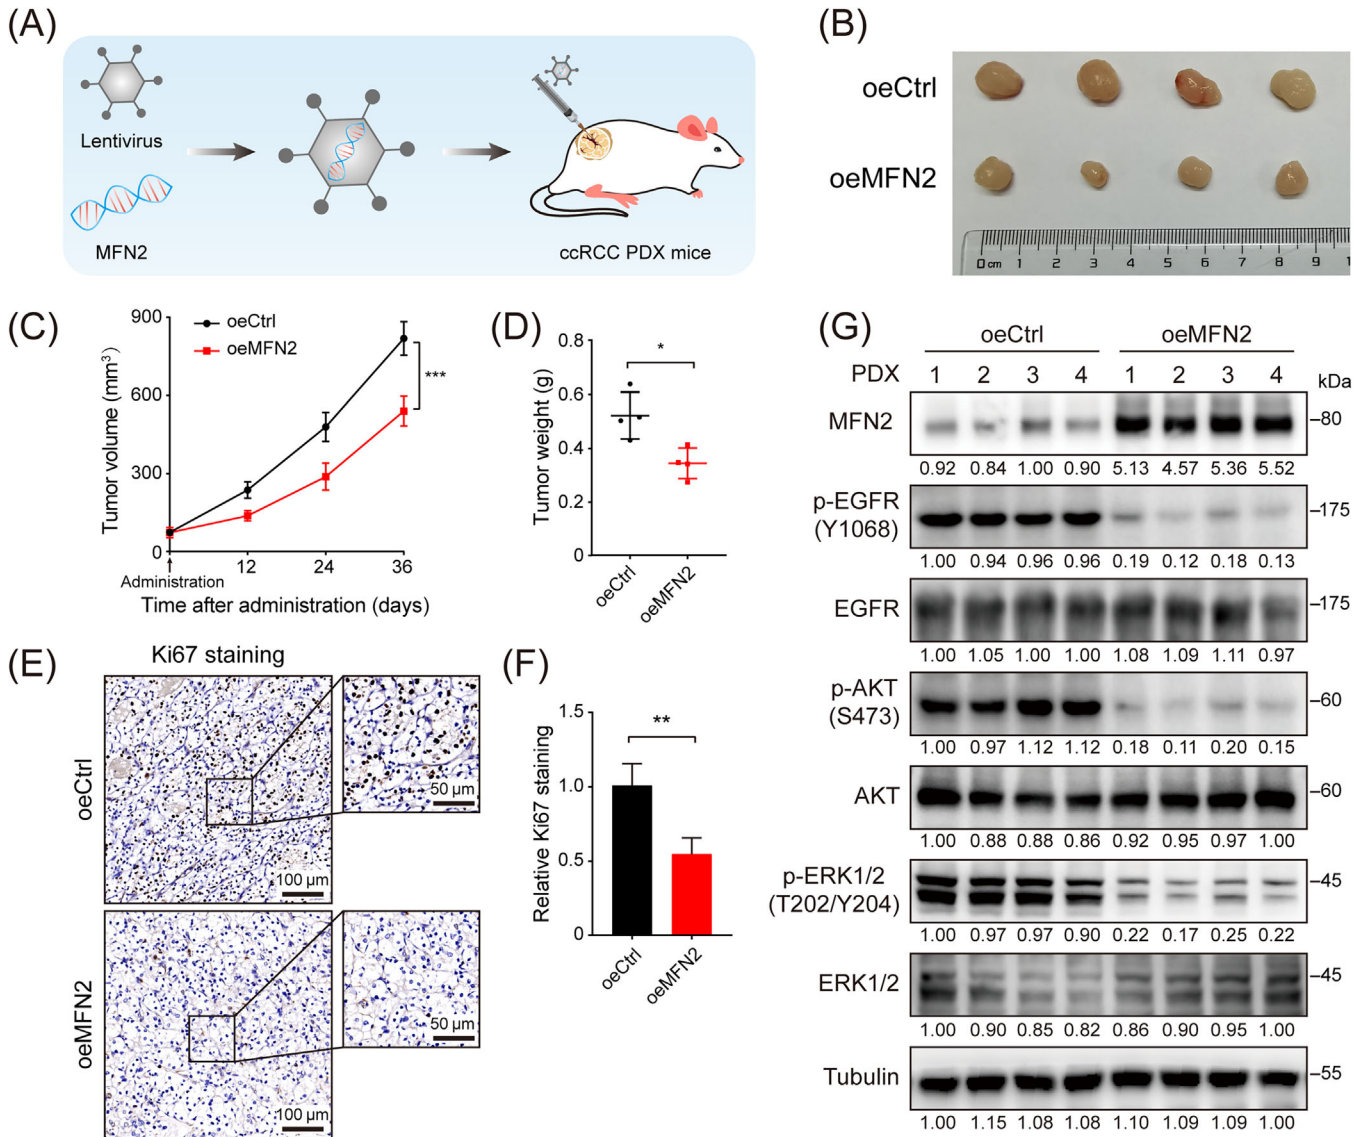 (A)
Lentivirus
MFN2
ccRCC PDX mice
(B)
oeCtrl
oeMFN2
0 cm 1 2 3 4 5 6 7 8 9 1
(C)
Tumor volume (mm³)
900
600
300
0
oeCtrl
oeMFN2
***
Administration
12 24 36
Time after administration (days)
(D)
Tumor weight (g)
0.8
0.6
0.4
0.2
0
*
oeCtrl
oeMFN2
(E)
Ki67 staining
oeCtrl
100 µm
50 µm
oeMFN2
100 µm
50 µm
(F)
Relative Ki67 staining
1.5
1.0
0.5
0
**
oeCtrl
oeMFN2
(G)
oeCtrl oeMFN2
PDX 1 2 3 4 1 2 3 4 kDa
MFN2 –80
0.92 0.84 1.00 0.90 5.13 4.57 5.36 5.52
p-EGFR
(Y1068) –175
1.00 0.94 0.96 0.96 0.19 0.12 0.18 0.13
EGFR –175
1.00 1.05 1.00 1.00 1.08 1.09 1.11 0.97
p-AKT
(S473) –60
1.00 0.97 1.12 1.12 0.18 0.11 0.20 0.15
AKT –60
1.00 0.88 0.88 0.86 0.92 0.95 0.97 1.00
p-ERK1/2
(T202/Y204) –45
1.00 0.97 0.97 0.90 0.22 0.17 0.25 0.22
ERK1/2 –45
1.00 0.90 0.85 0.82 0.86 0.90 0.95 1.00
Tubulin –55
1.00 1.15 1.08 1.08 1.10 1.09 1.09 1.00